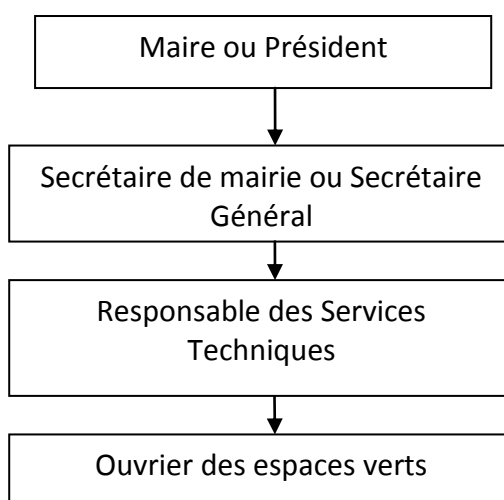 Maire ou Président
Secrétaire de mairie ou Secrétaire
Général
Responsable des Services
Techniques
Ouvrier des espaces verts